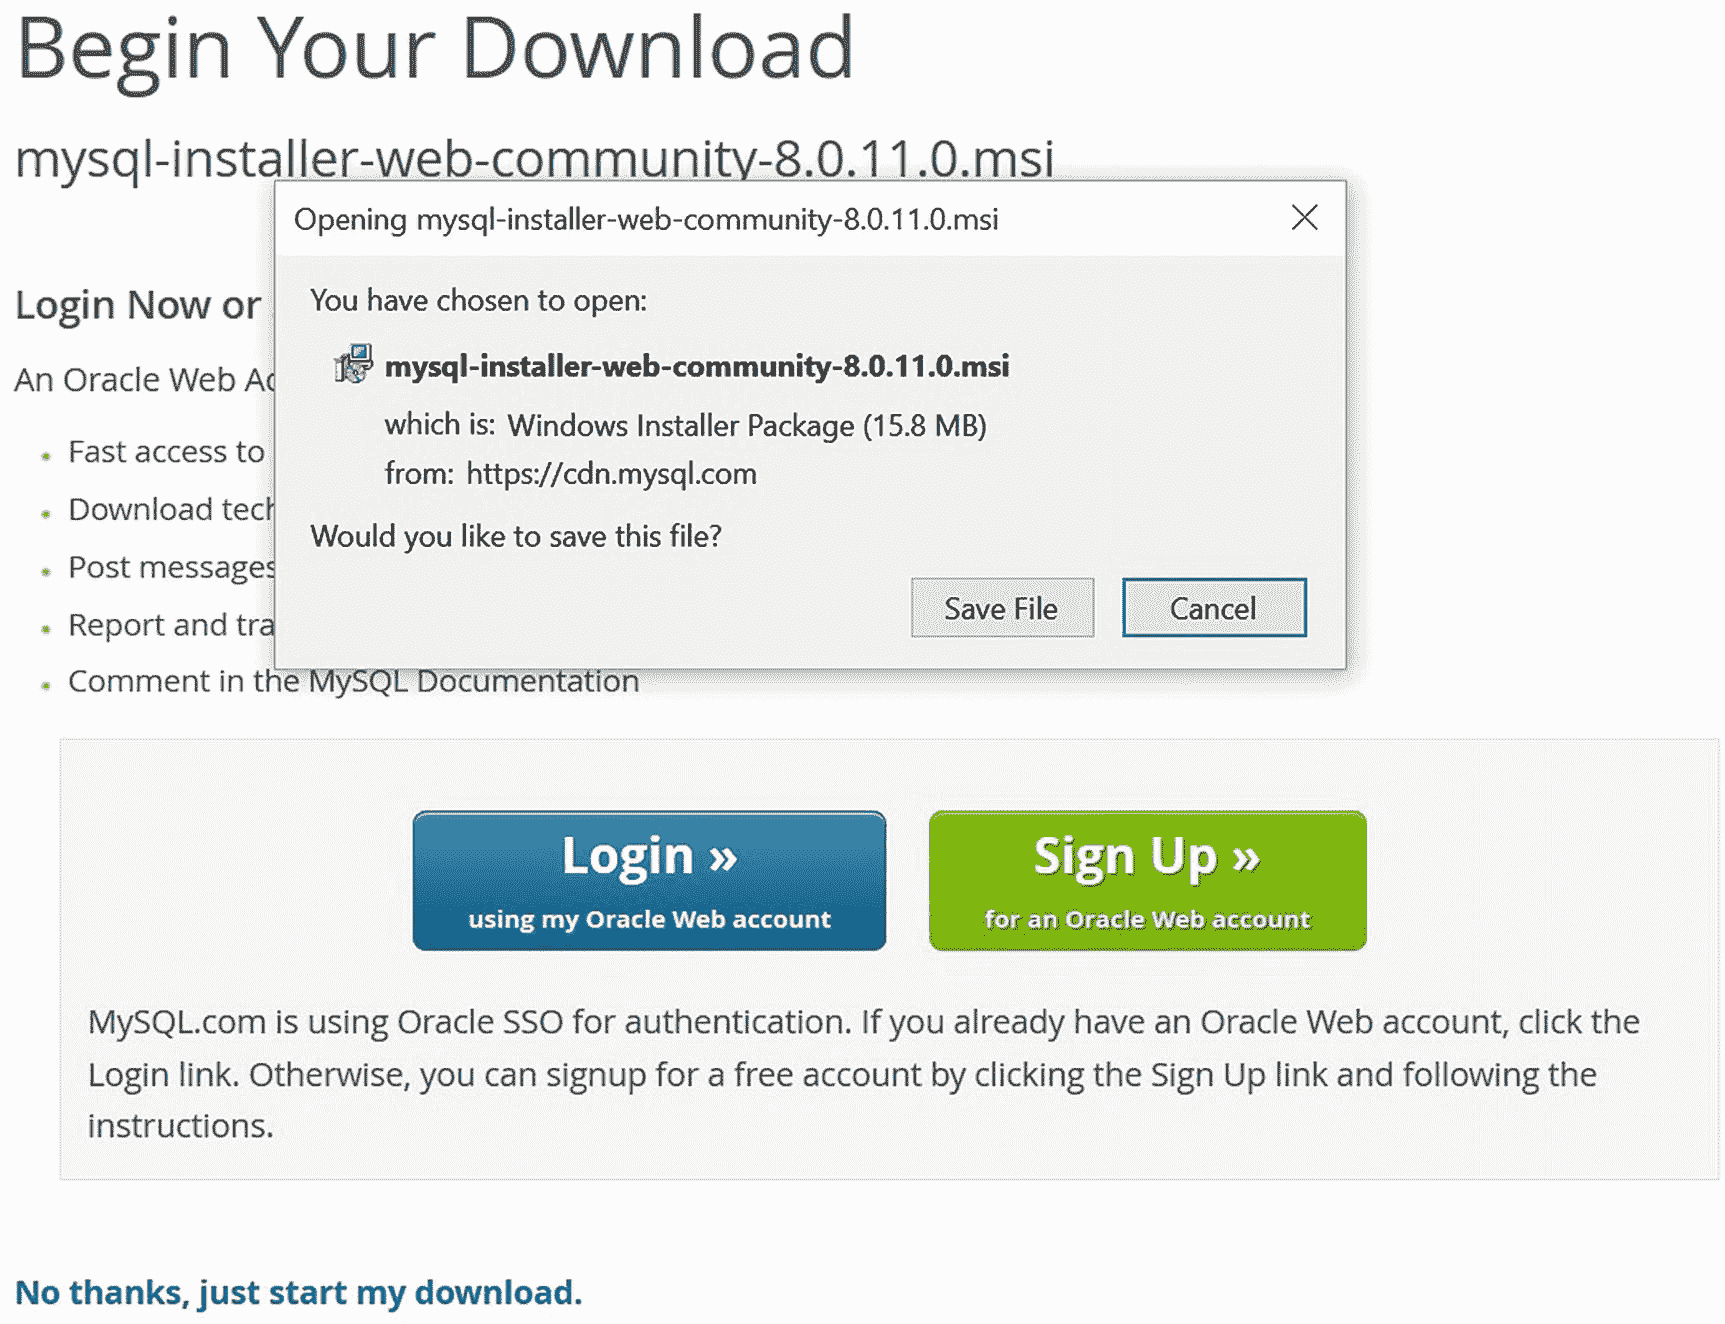 Begin Your Download
mysql-installer-web-community-8.0.11.0.msi
Opening mysql-installer-web-community-8.0.11.0.msi
You have chosen to open:
mysql-installer-web-community-8.0.11.0.msi
which is: Windows Installer Package (15.8 MB)
from: https://cdn.mysql.com
Would you like to save this file?
Save File
Cancel
Login Now or
An Oracle Web
Fast access to
Download
Post messages
Report and
Comment in the MySQL Documentation
Login »
using my Oracle Web account
Sign Up »
for an Oracle Web account
MySQL.com is using Oracle SSO for authentication. If you already have an Oracle Web account, click the
Login link. Otherwise, you can signup for a free account by clicking the Sign Up link and following the
instructions.
No thanks, just start my download.